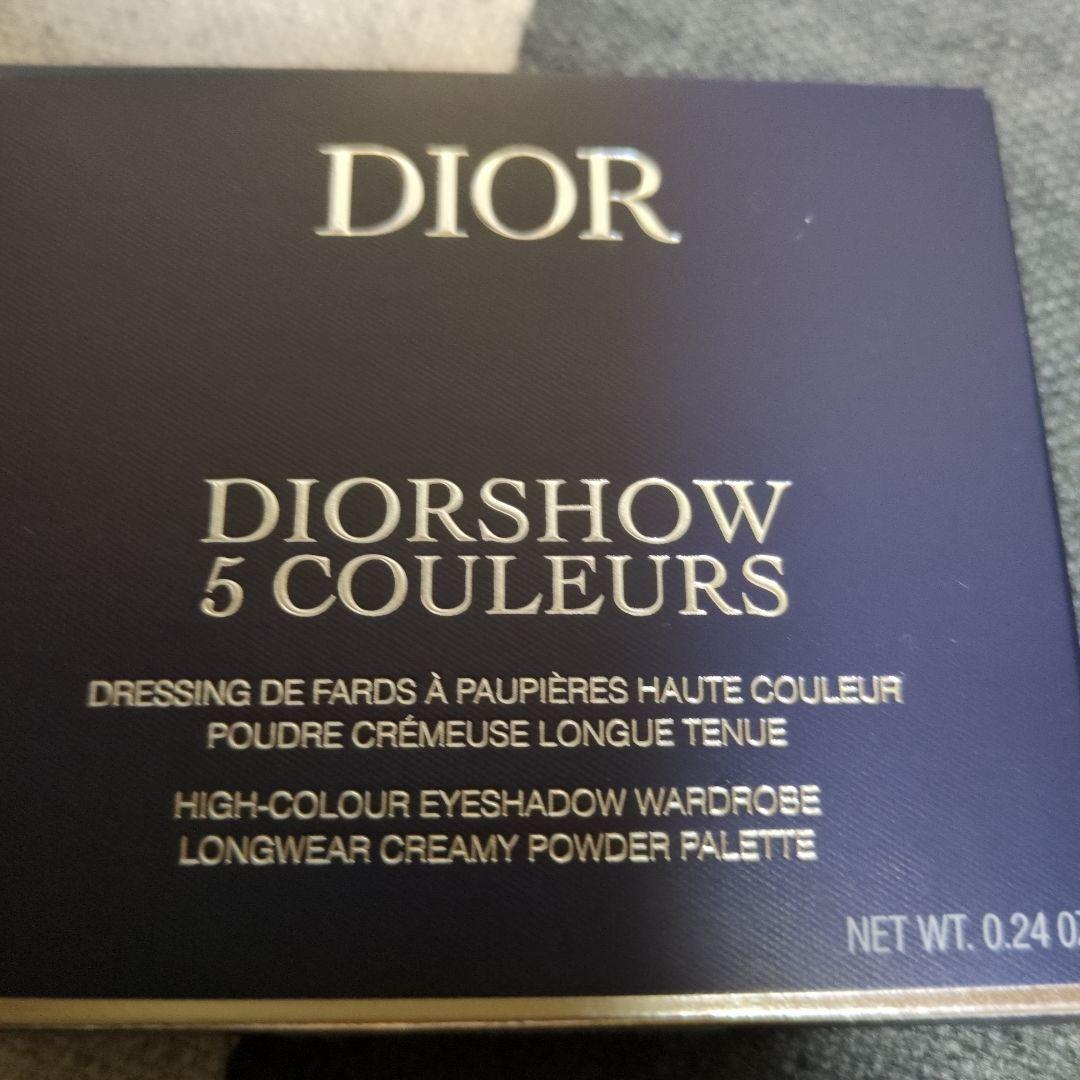 DIOR
DIORSHOW
5 COULEURS
DRESSING DE FARDS À PAUPIÈRES HAUTE COULEUR
POUDRE CRÉMEUSE LONGUE TENUE
HIGH-COLOUR EYESHADOW WARDROBE
LONGWEAR CREAMY POWDER PALETTE
NET WT. 0.24 OZ